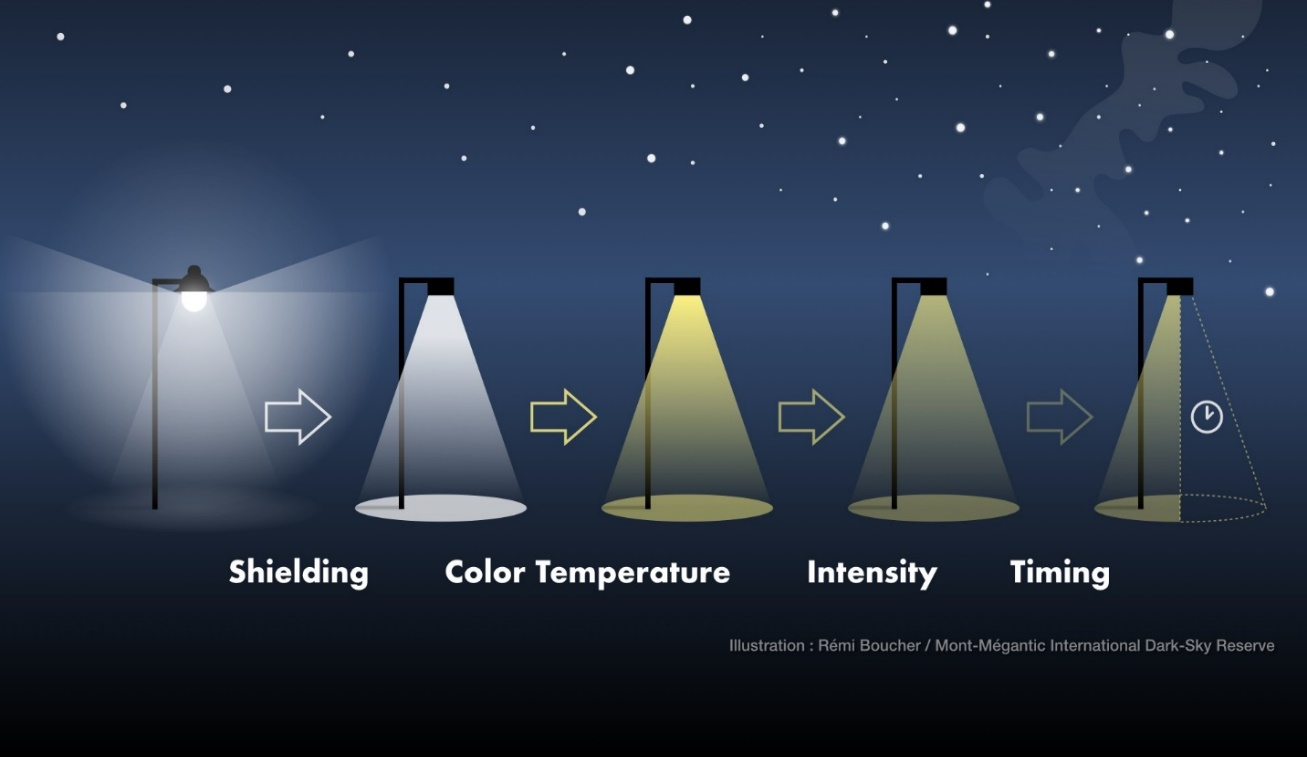 Shielding Color Temperature Intensity Timing
Illustration : Rémi Boucher / Mont-Mégantic International Dark-Sky Reserve